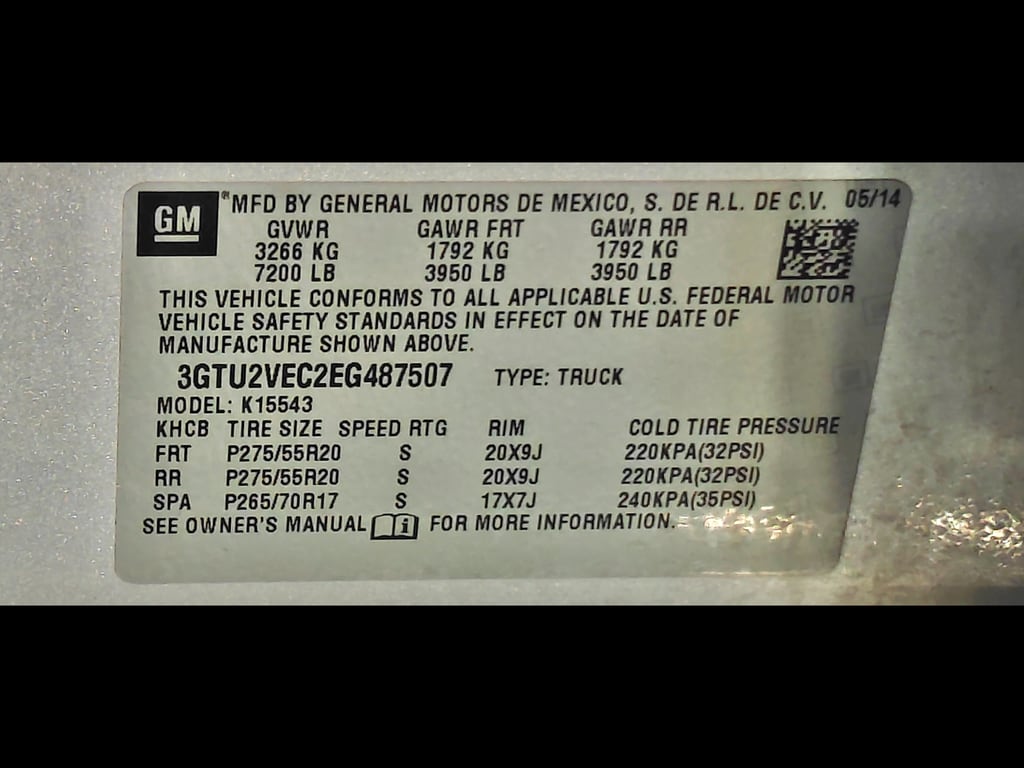 GM MFD BY GENERAL MOTORS DE MEXICO, S. DE R.L. DE C.V. 05/14
GVWR GAWR FRT GAWR RR
3266 KG 1792 KG 1792 KG
7200 LB 3950 LB 3950 LB
THIS VEHICLE CONFORMS TO ALL APPLICABLE U.S. FEDERAL MOTOR
VEHICLE SAFETY STANDARDS IN EFFECT ON THE DATE OF
MANUFACTURE SHOWN ABOVE.
3GTU2VEC2EG487507 TYPE: TRUCK
MODEL: K15543
KHCB TIRE SIZE SPEED RTG RIM COLD TIRE PRESSURE
FRT P275/55R20 S 20X9J 220KPA(32PSI)
RR P275/55R20 S 20X9J 220KPA(32PSI)
SPA P265/70R17 S 17X7J 240KPA(35PSI)
SEE OWNER'S MANUAL i FOR MORE INFORMATION.